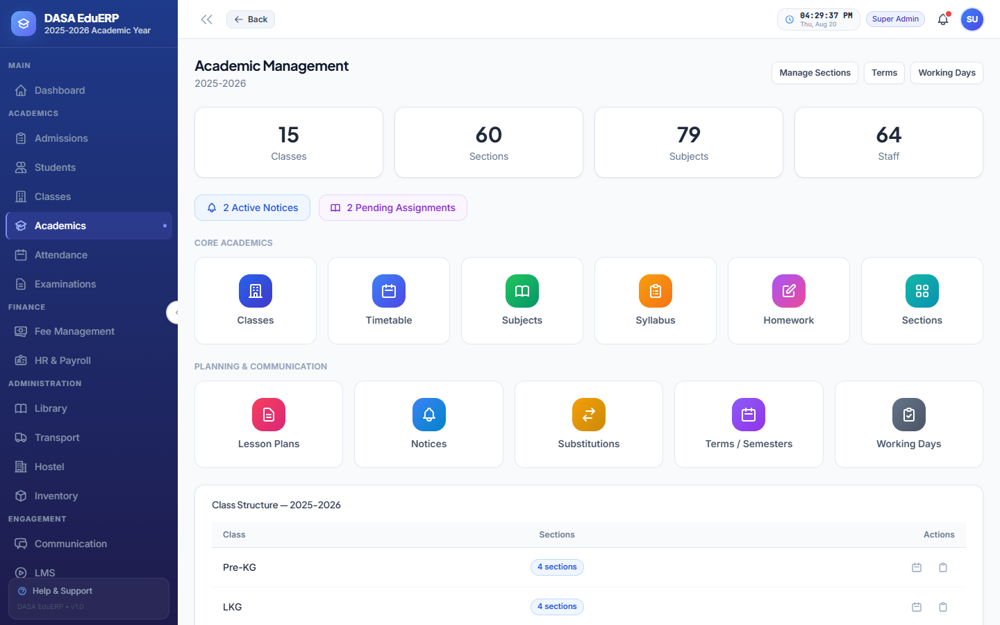 DASA EduERP
2025-2026 Academic Year
MAIN
Dashboard
ACADEMICS
Admissions
Students
Classes
Academics
Attendance
Examinations
FINANCE
Fee Management
HR & Payroll
ADMINISTRATION
Library
Transport
Hostel
Inventory
ENGAGEMENT
Communication
LMS
Help & Support
DASA EduERP • v1.0
Back
04:29:37 PM
Thu, Aug 20
Super Admin
SU
Academic Management
2025-2026
Manage Sections
Terms
Working Days
15
Classes
60
Sections
79
Subjects
64
Staff
2 Active Notices
2 Pending Assignments
CORE ACADEMICS
Classes
Timetable
Subjects
Syllabus
Homework
Sections
PLANNING & COMMUNICATION
Lesson Plans
Notices
Substitutions
Terms / Semesters
Working Days
Class Structure — 2025-2026
Class Sections Actions
Pre-KG 4 sections
LKG 4 sections